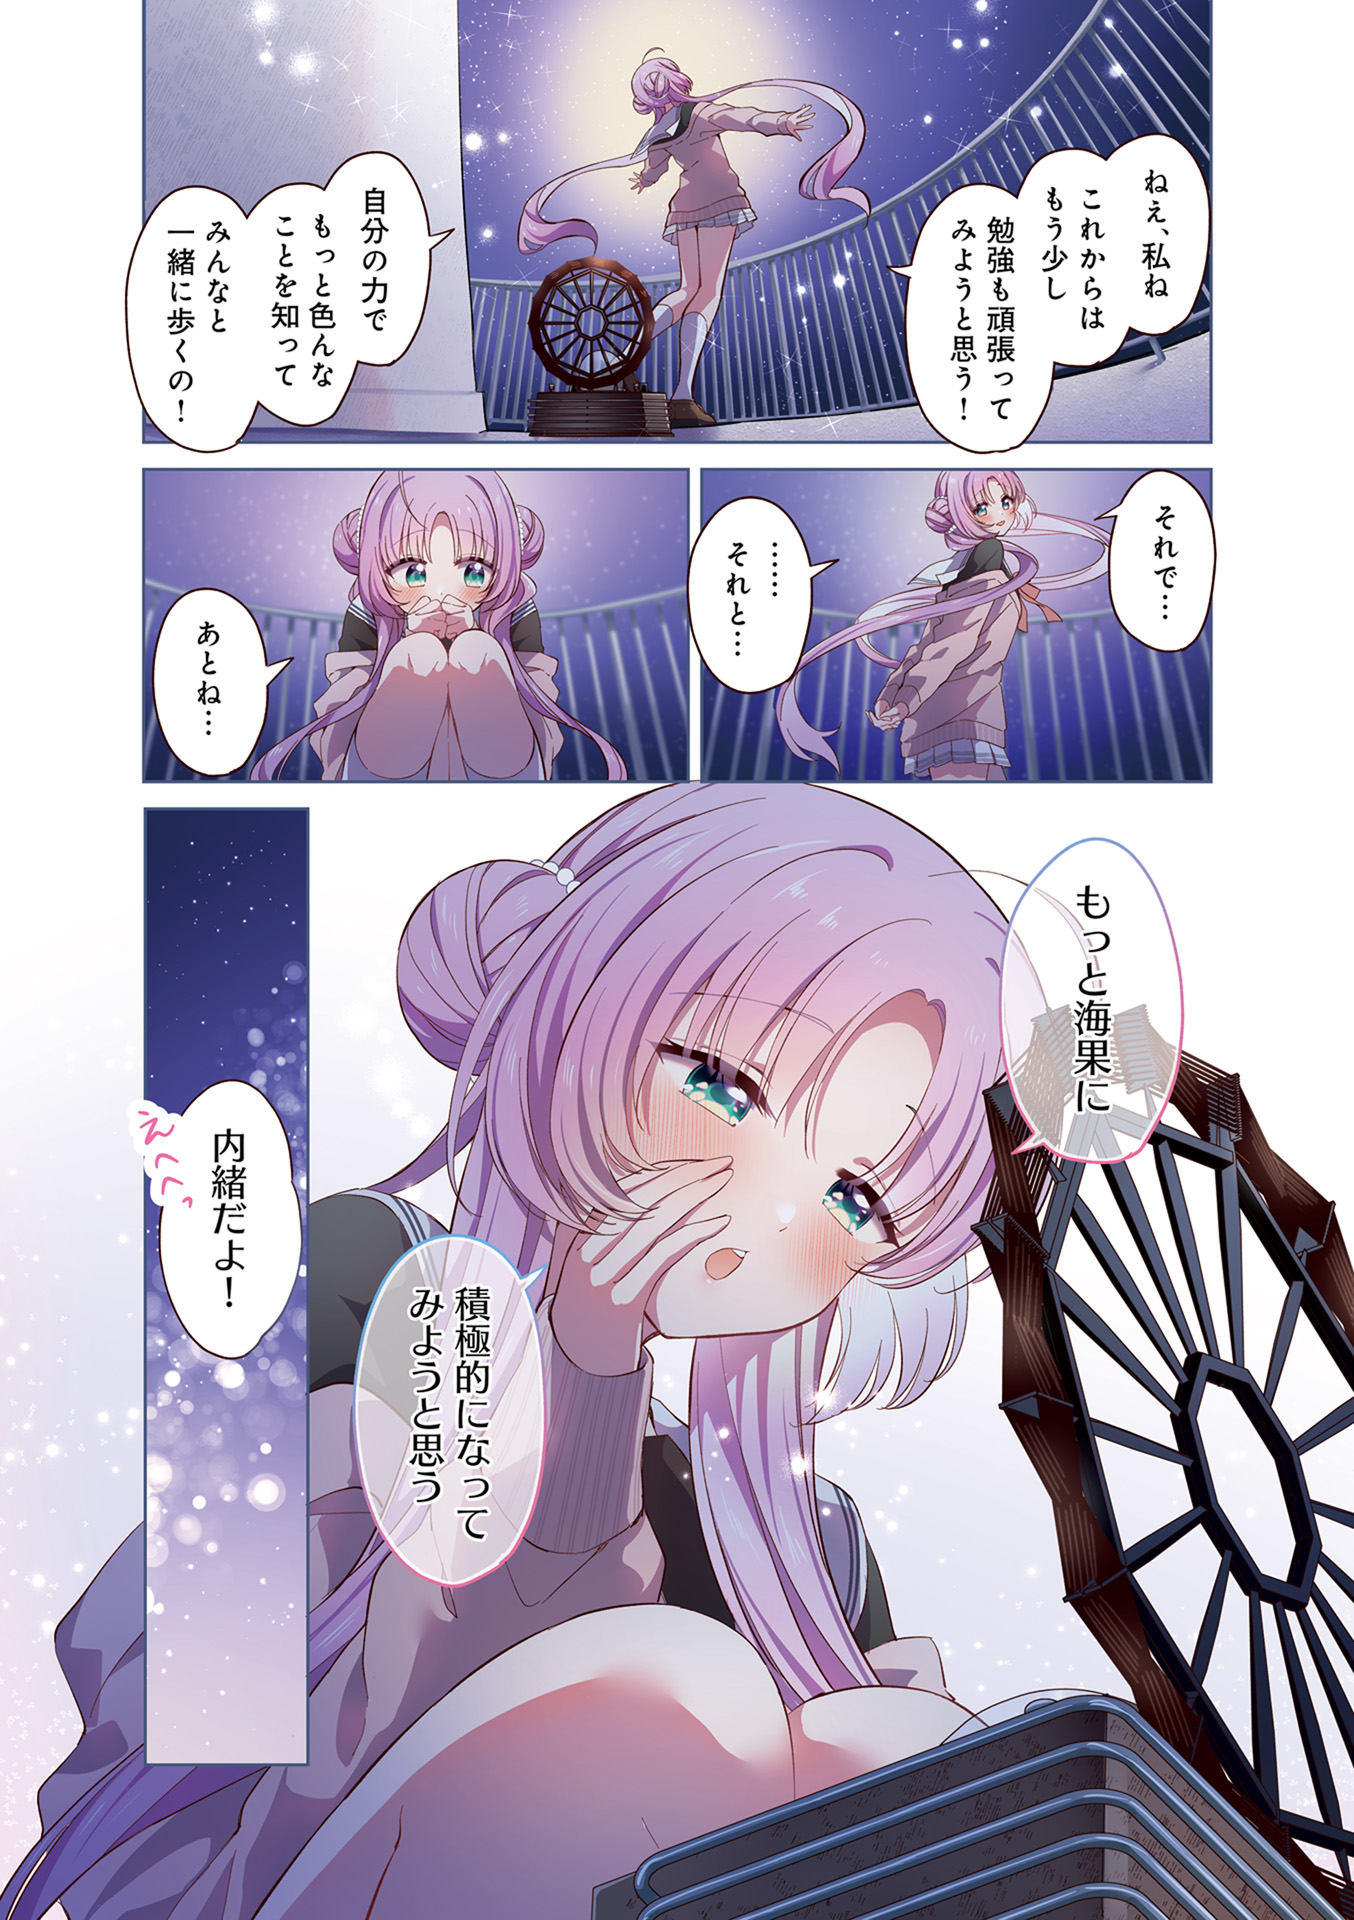 ねえ、私ね
これからは
もう少し
勉強も頑張って
みようと思う！
自分の力で
もっと色んな
ことを知って
みんなと
一緒に歩くの！
それで…
……
それと…
あとね…
もっと海果に
積極的になって
みようと思う
内緒だよ！
えへへっ